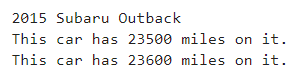 2015 Subaru Outback
This car has 23500 miles on it.
This car has 23600 miles on it.